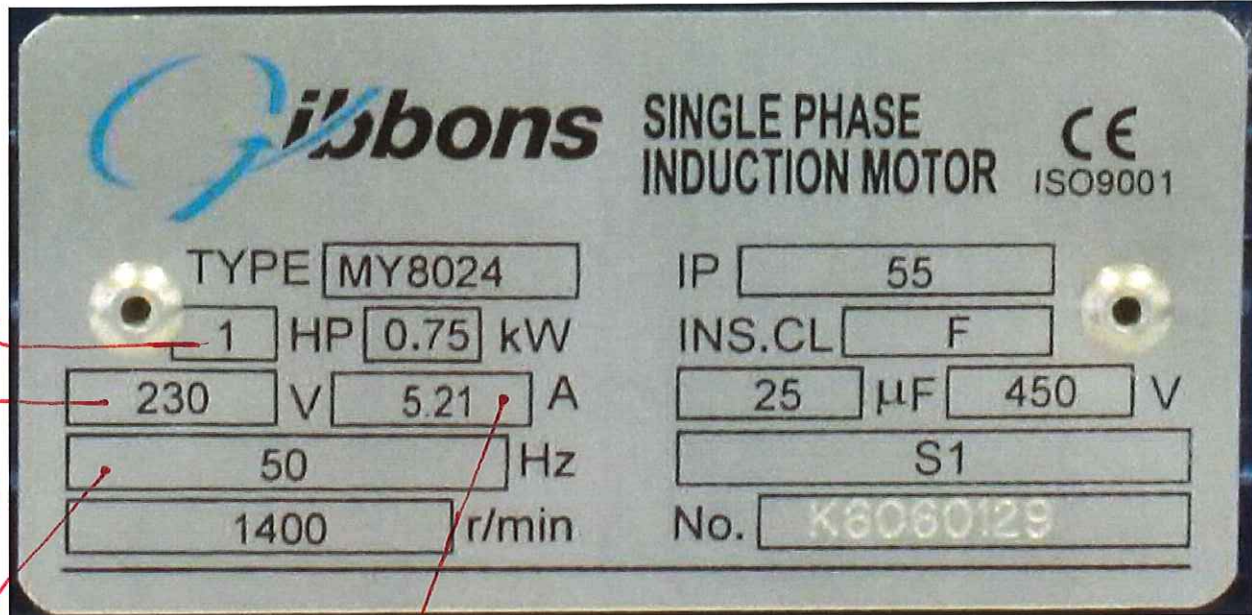 Gibbons
SINGLE PHASE
INDUCTION MOTOR
CE
ISO9001
TYPE MY8024
1 HP 0.75 kW
230 V 5.21 A
50 Hz
1400 r/min
IP 55
INS.CL F
25 µF 450 V
S1
No. K6060129